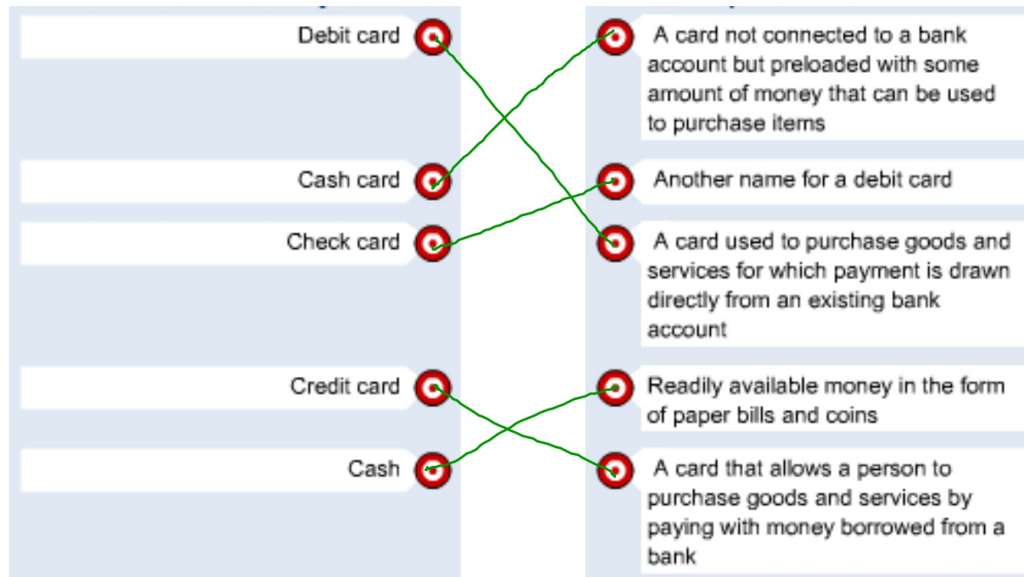 Debit card
A card not connected to a bank
account but preloaded with some
amount of money that can be used
to purchase items
Cash card
Another name for a debit card
Check card
A card used to purchase goods and
services for which payment is drawn
directly from an existing bank
account
Credit card
Readily available money in the form
of paper bills and coins
Cash
A card that allows a person to
purchase goods and services by
paying with money borrowed from a
bank